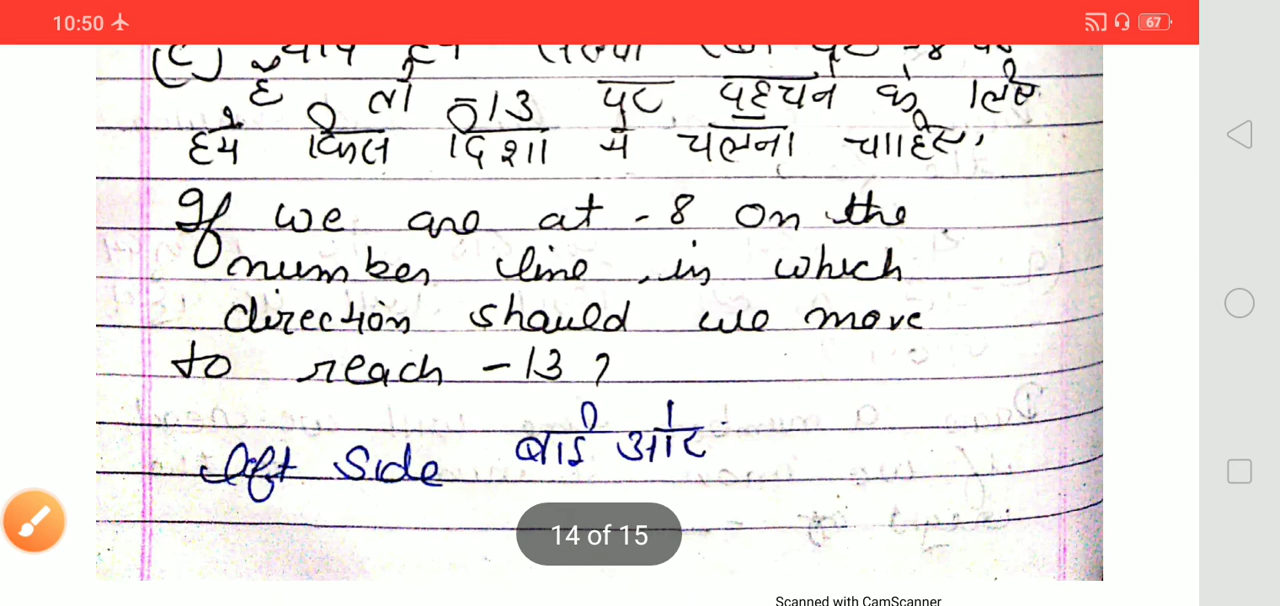 10:50
67
(C)
है तो -13 पर पहुचने के लिए
हमे किस दिशा मे चलना चाहिए,
If we are at -8 on the
number line, in which
direction should we move
to reach -13?
left side बाई ओर
14 of 15
Scanned with CamScanner